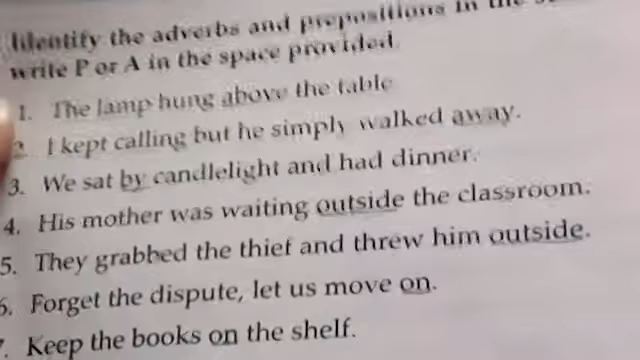 Identify the adverbs and prepositions in the
write P or A in the space provided.
1. The lamp hung above the table
2. I kept calling but he simply walked away.
3. We sat by candlelight and had dinner.
4. His mother was waiting outside the classroom.
5. They grabbed the thief and threw him outside.
6. Forget the dispute, let us move on.
7. Keep the books on the shelf.